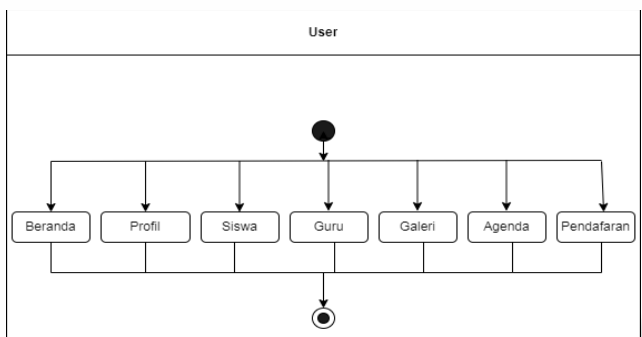 User
Beranda
Profil
Siswa
Guru
Galeri
Agenda
Pendafaran